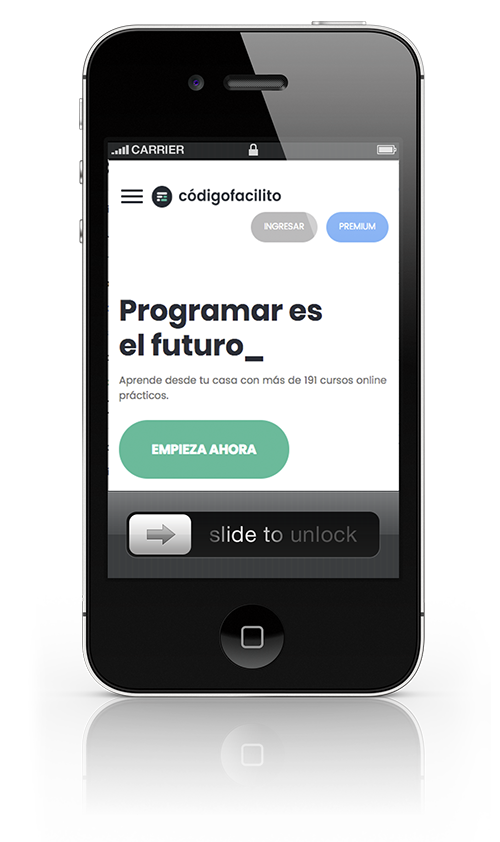 CARRIER
códigofacilito
INGRESAR PREMIUM
Programar es
el futuro_
Aprende desde tu casa con más de 191 cursos online
prácticos.
EMPIEZA AHORA
slide to unlock